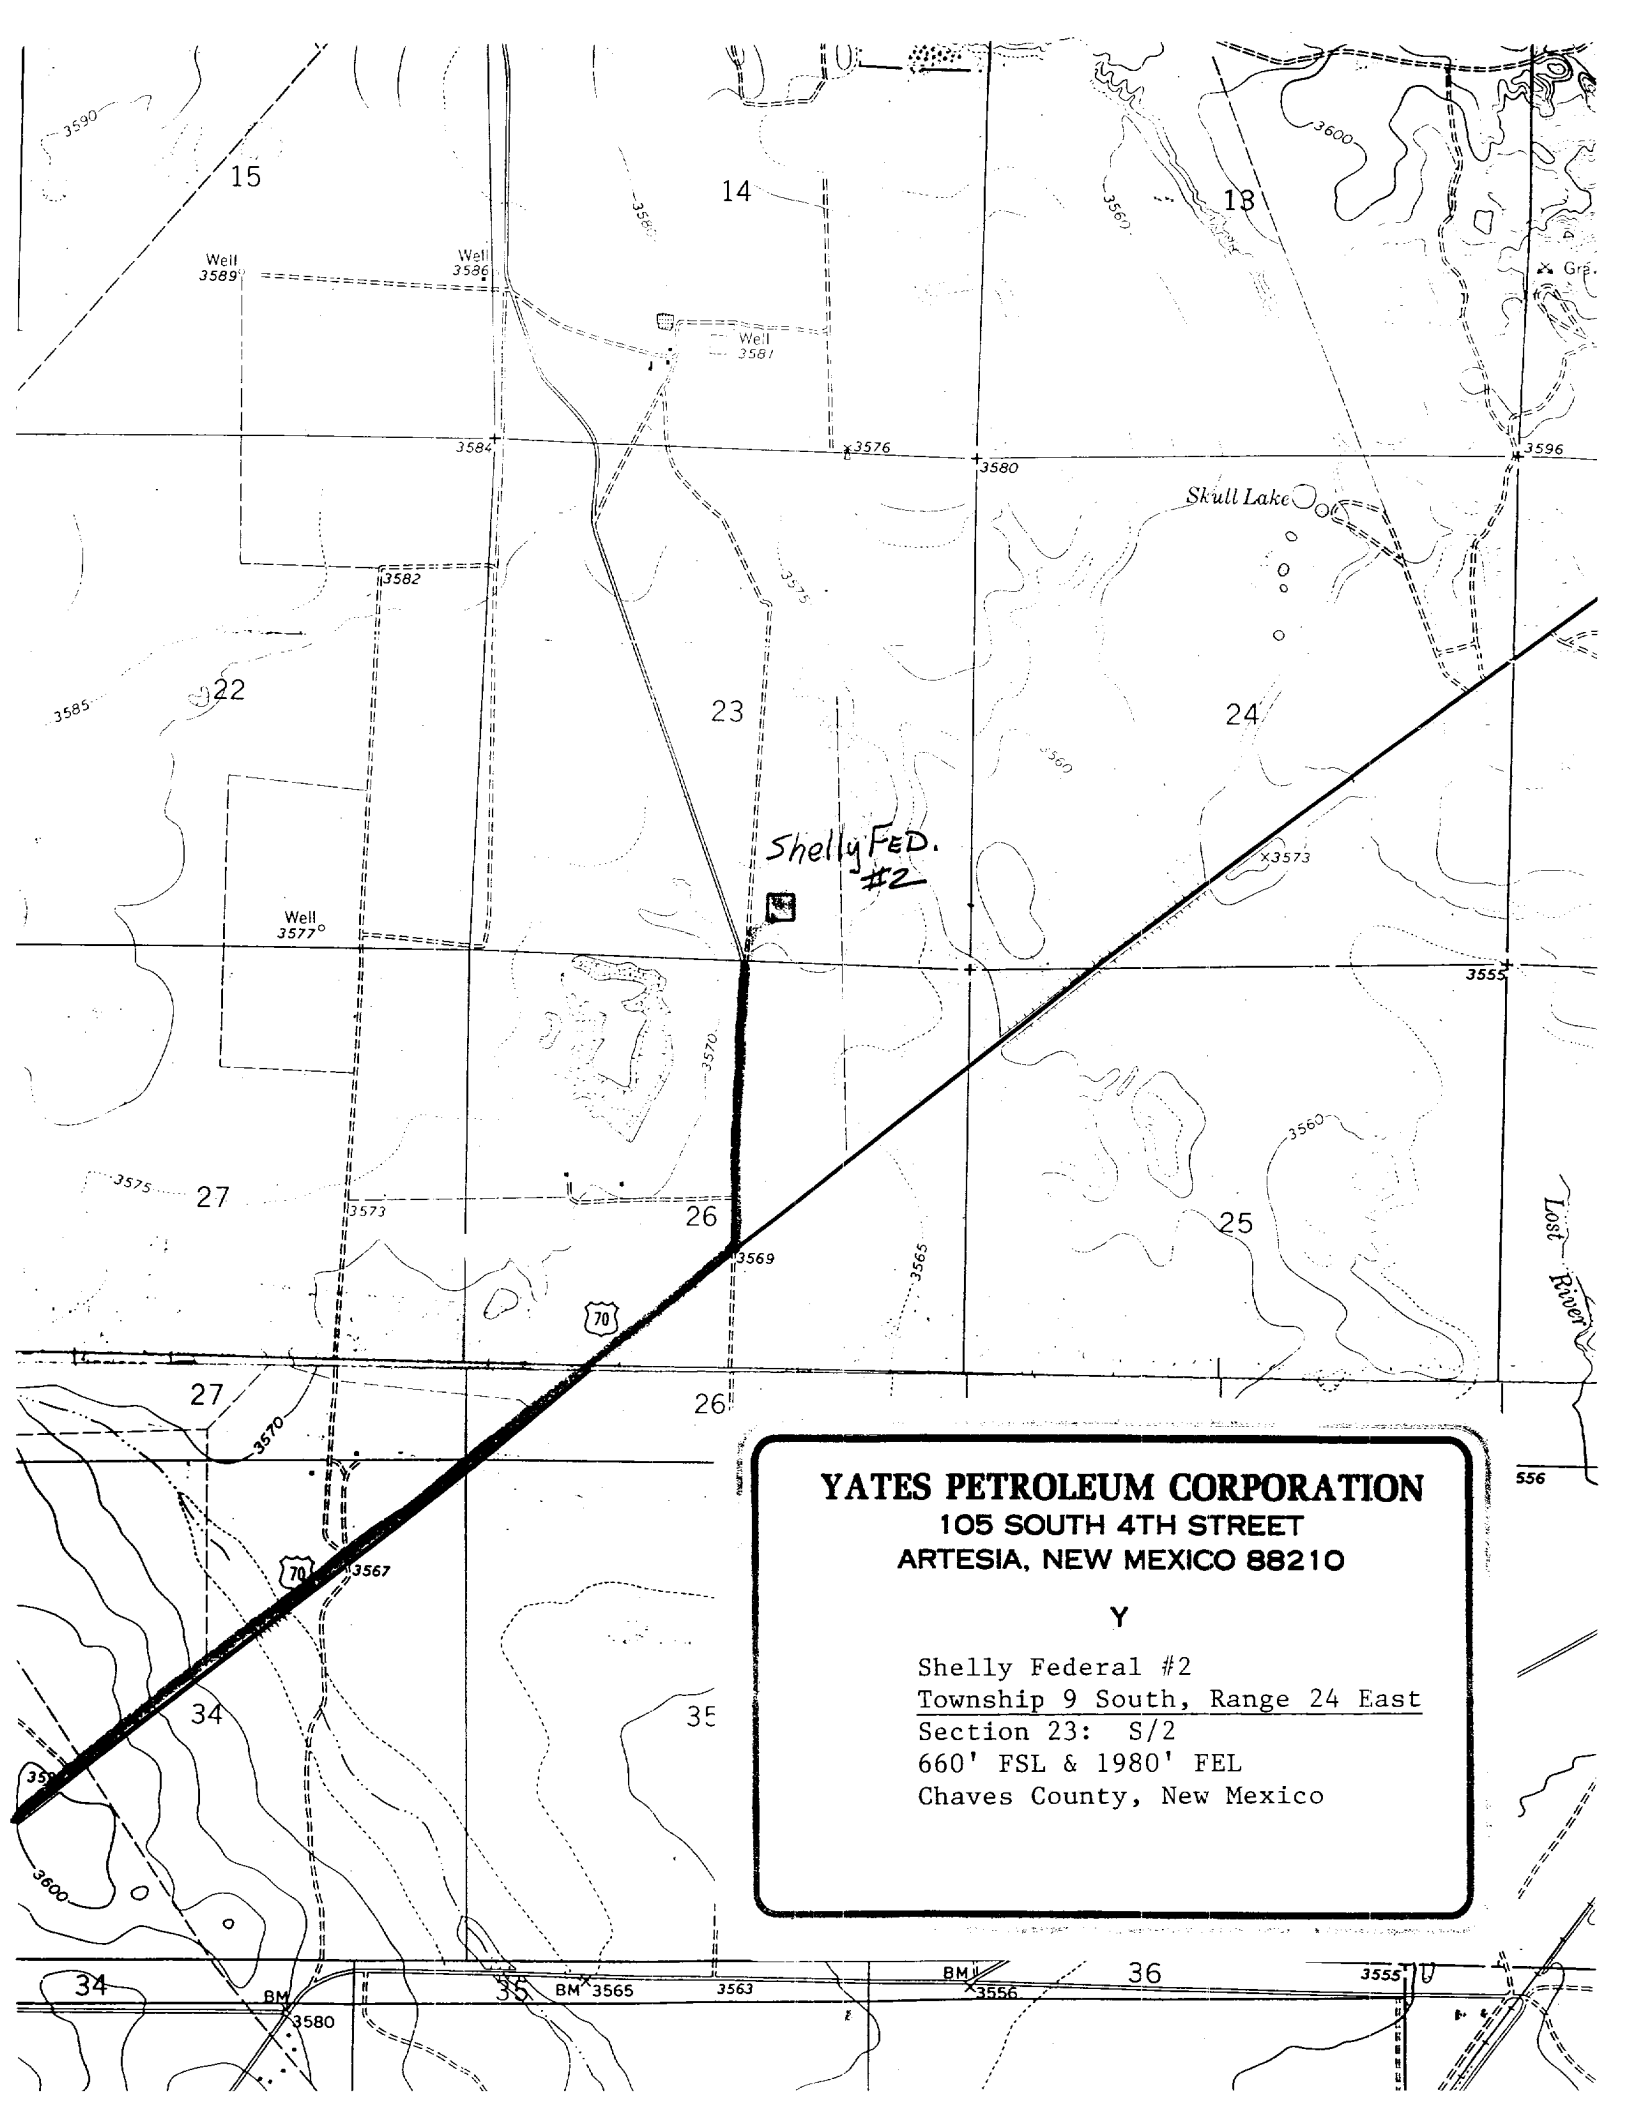 3590
15
14
13
3600
3580
3560
Well
3589
Well
3586
Well
3581
3584
3576
3580
3596
Skull Lake
3582
3575
3585
22
23
24
3560
Shelly FED.
#2
3573
Well
3577
3555
3570
3560
3575
27
3573
26
25
Lost River
3569
3565
70
27
26
3570
YATES PETROLEUM CORPORATION
105 SOUTH 4TH STREET
ARTESIA, NEW MEXICO 88210
Y
Shelly Federal #2
Township 9 South, Range 24 East
Section 23: S/2
660' FSL & 1980' FEL
Chaves County, New Mexico
556
70
3567
34
35
3600
34
BM
3580
35
BM 3565
3563
BM
3556
36
3555